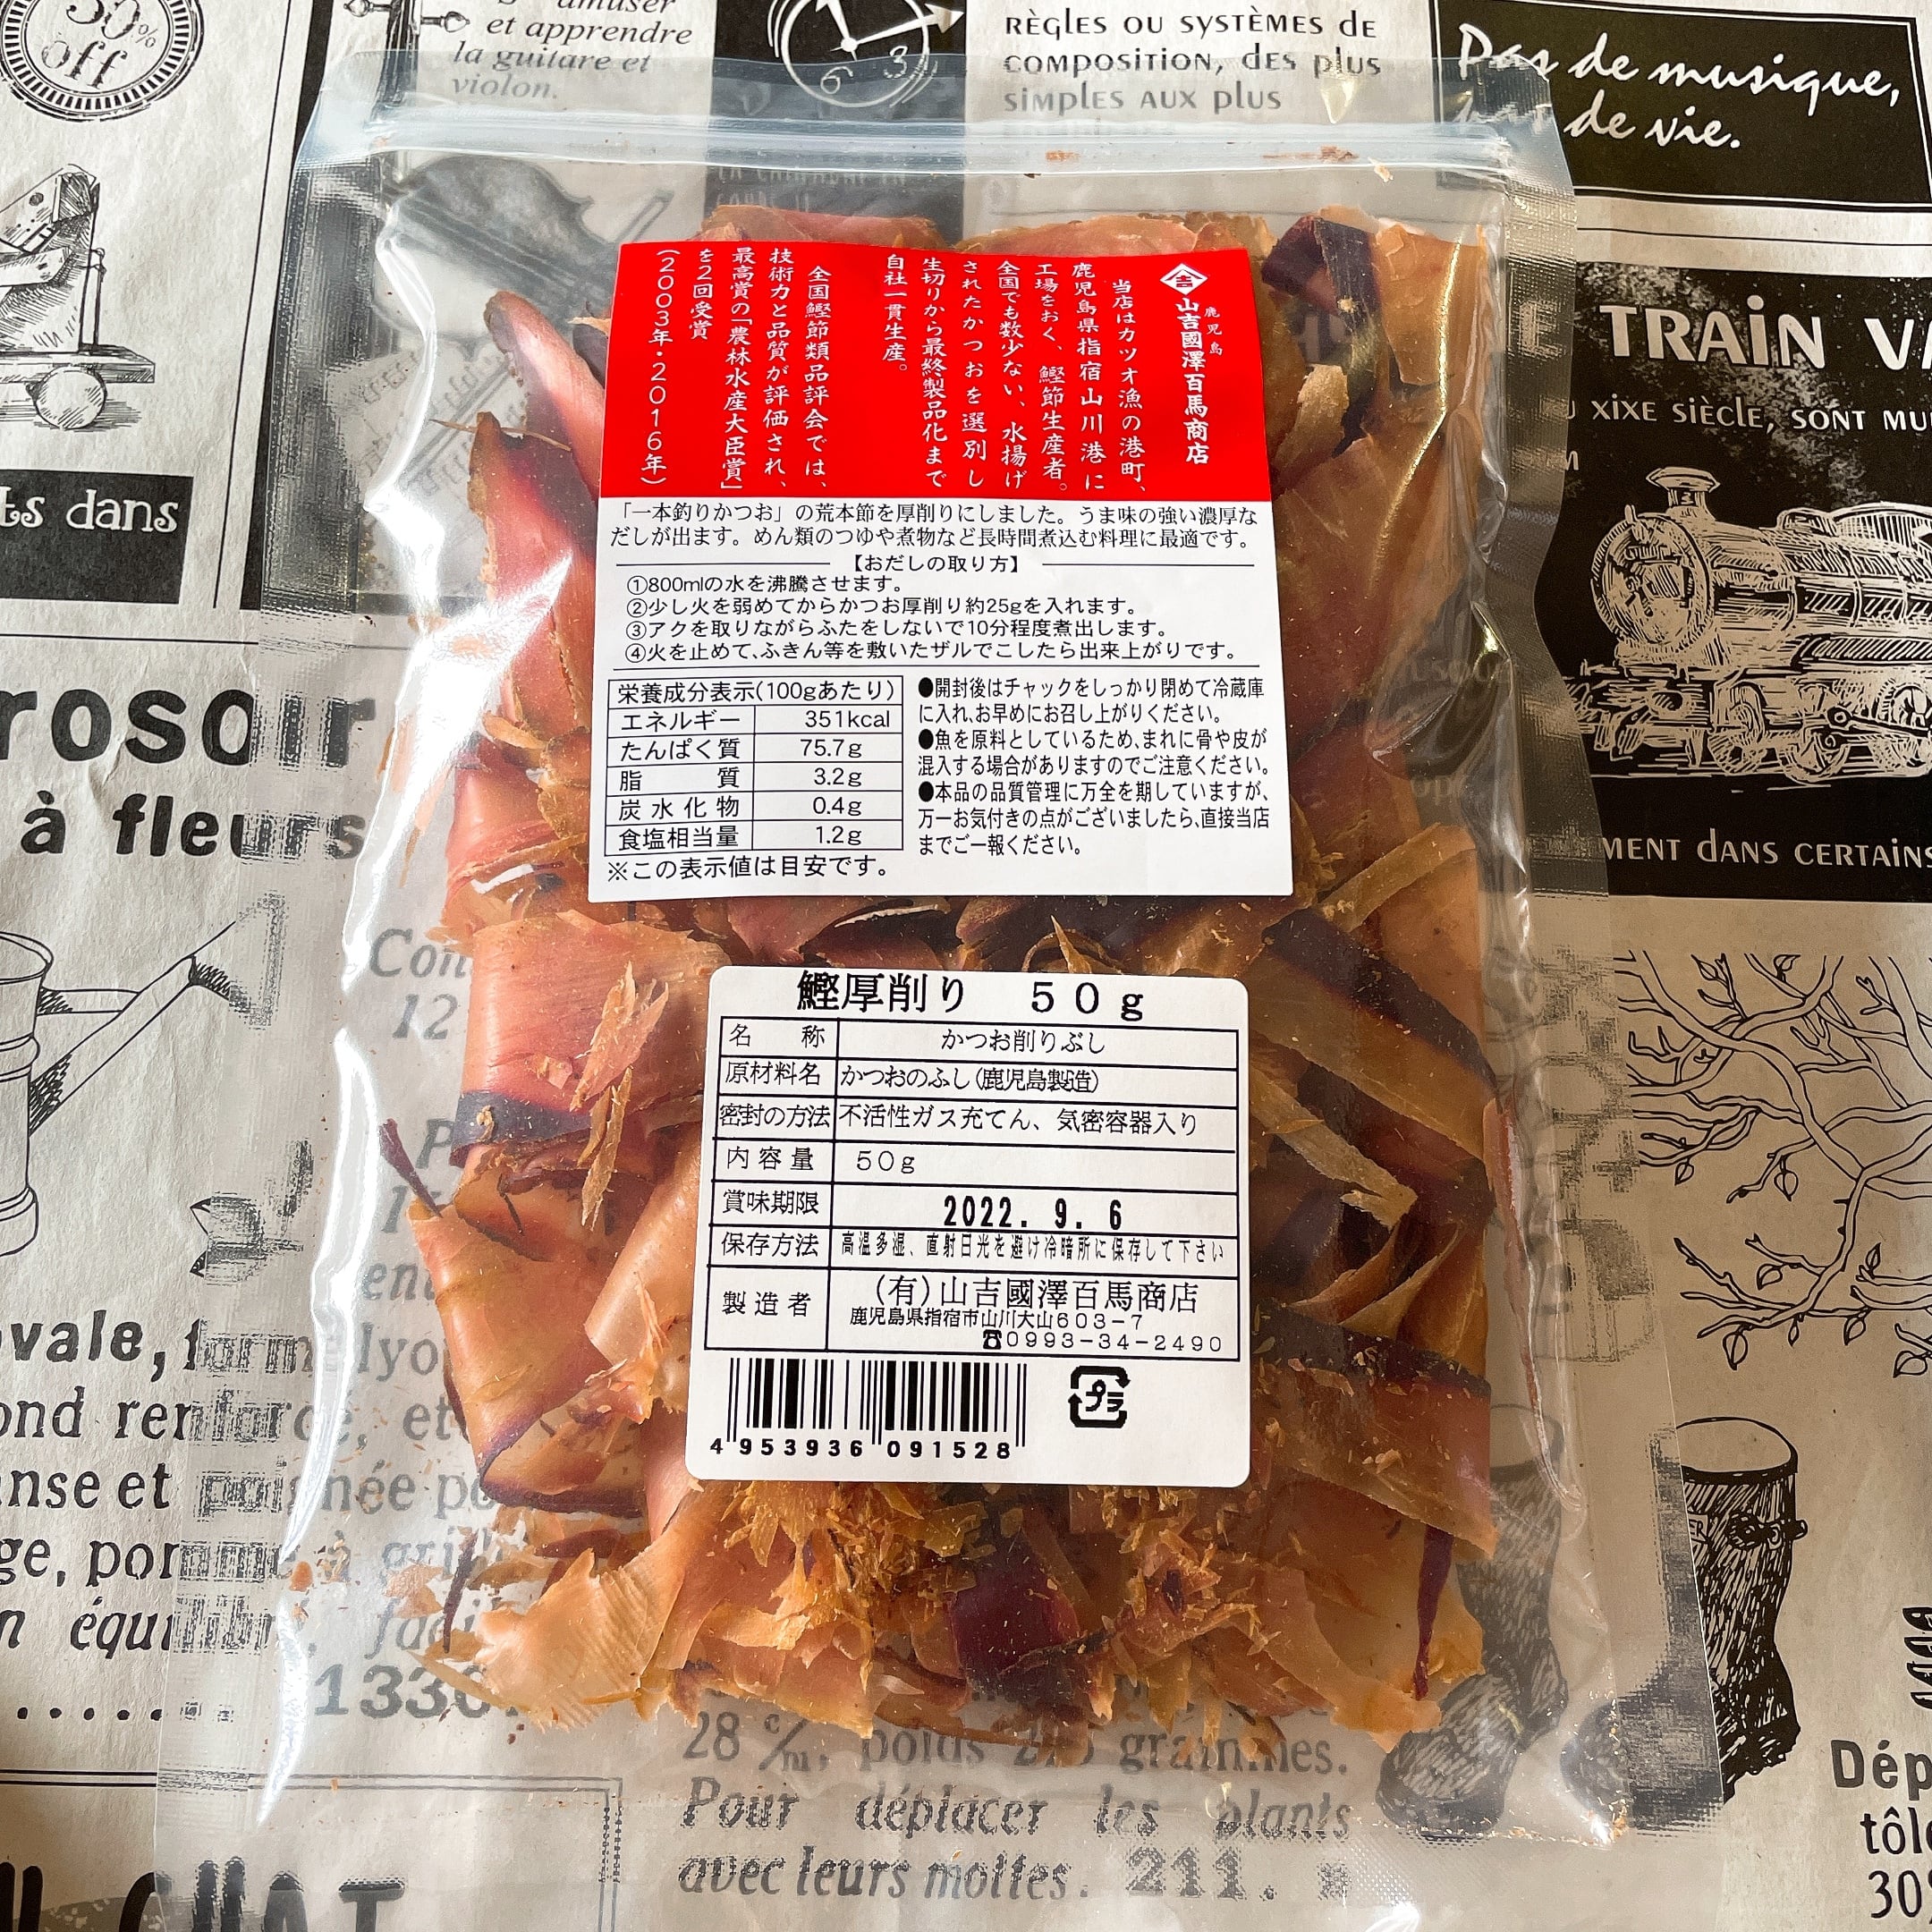 50%
off
amuser
et apprendre
la guitare et
violon.
6 3
RÈGLES OU SYSTÈMES dE
COMPOSITION, dES plus
SIMPLES AUX plus
Pas de musique,
pas de vie.
TRAIN VA
XIXE SIÈCLE, SONT MU
MENT dANS CERTAINS
ts dans
rosoir
à fleurs
吉
鹿児島
山吉國澤百馬商店
当店はカツオ漁の港町、
鹿児島県指宿山川港に
工場をおく、鰹節生産者。
全国でも数少ない、水揚げ
されたかつおを選別し
生切りから最終製品化まで
自社一貫生産。
全国鰹節類品評会では、
技術力と品質が評価され、
最高賞の「農林水産大臣賞」
を2回受賞
(2003年・2016年)
「一本釣りかつお」の荒本節を厚削りにしました。うま味の強い濃厚な
だしが出ます。めん類のつゆや煮物など長時間煮込む料理に最適です。
【おだしの取り方】
①800mlの水を沸騰させます。
②少し火を弱めてからかつお厚削り約25gを入れます。
③アクを取りながらふたをしないで10分程度煮出します。
④火を止めて、ふきん等を敷いたザルでこしたら出来上がりです。
栄養成分表示(100gあたり)
エネルギー 351kcal
たんぱく質 75.7g
脂質 3.2g
炭水化物 0.4g
食塩相当量 1.2g
※この表示値は目安です。
●開封後はチャックをしっかり閉めて冷蔵庫
に入れ、お早めにお召し上がりください。
●魚を原料としているため、まれに骨や皮が
混入する場合がありますのでご注意ください。
●本品の品質管理に万全を期していますが、
万一お気付きの点がございましたら、直接当店
までご一報ください。
鰹厚削り 50g
名称 かつお削りぶし
原材料名 かつおのふし(鹿児島製造)
密封の方法 不活性ガス充てん、気密容器入り
内容量 50g
賞味期限 2022. 9. 6
保存方法 高温多湿、直射日光を避け冷暗所に保存して下さい
製造者 (有)山吉國澤百馬商店
鹿児島県指宿市山川大山603-7
☎0993-34-2490
4 953936 091528
プラ
Con
12
ovale, forme lyo
ond renforcé, et
anse et poignée po
ge, pomme à gril
n équilibré, faci
1330
28 c/m, poids 225 grammes.
Pour déplacer les plants
avec leurs mottes. 211. »
Dép
tôle
30